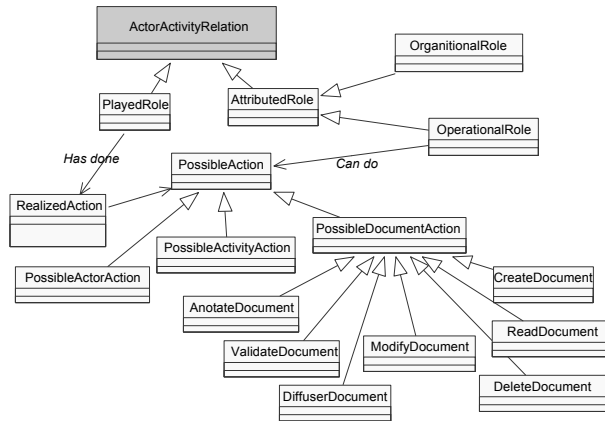 ActorActivityRelation
OrganitionalRole
PlayedRole
AttributedRole
OperationalRole
Has done
PossibleAction
Can do
RealizedAction
PossibleActivityAction
PossibleDocumentAction
PossibleActorAction
CreateDocument
AnotateDocument
ReadDocument
ValidateDocument
ModifyDocument
DeleteDocument
DiffuserDocument